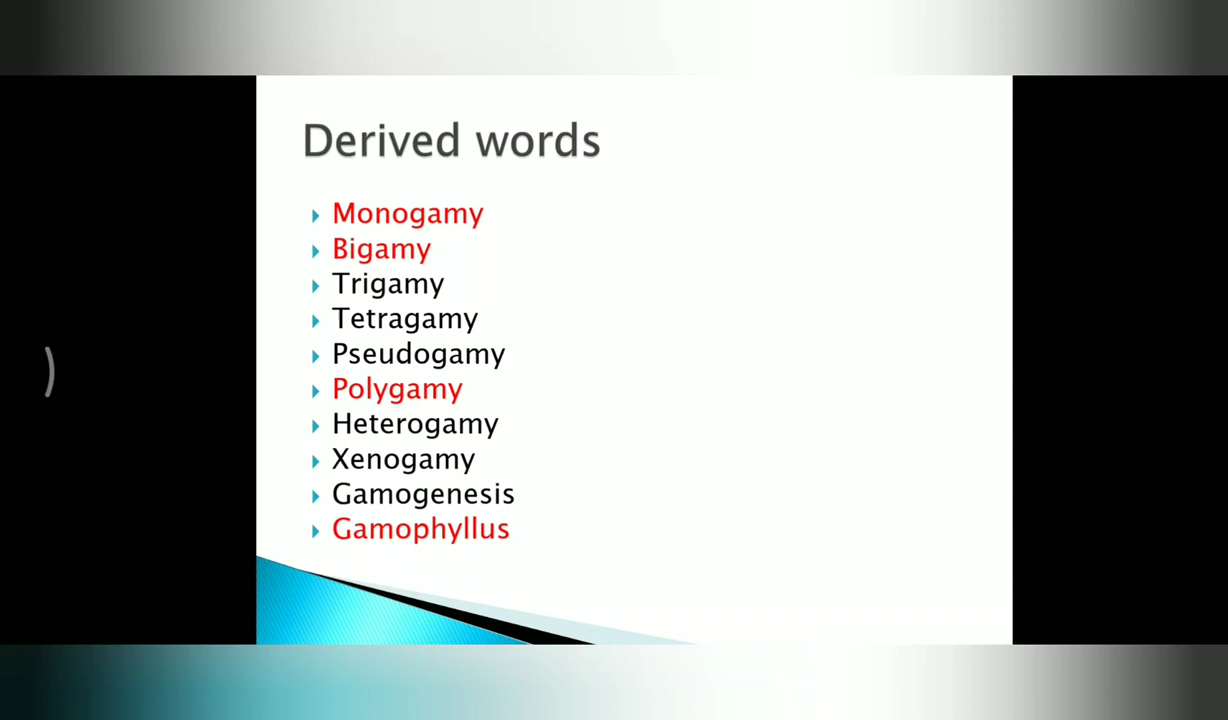 Derived words
Monogamy
Bigamy
Trigamy
Tetragamy
Pseudogamy
Polygamy
Heterogamy
Xenogamy
Gamogenesis
Gamophyllus